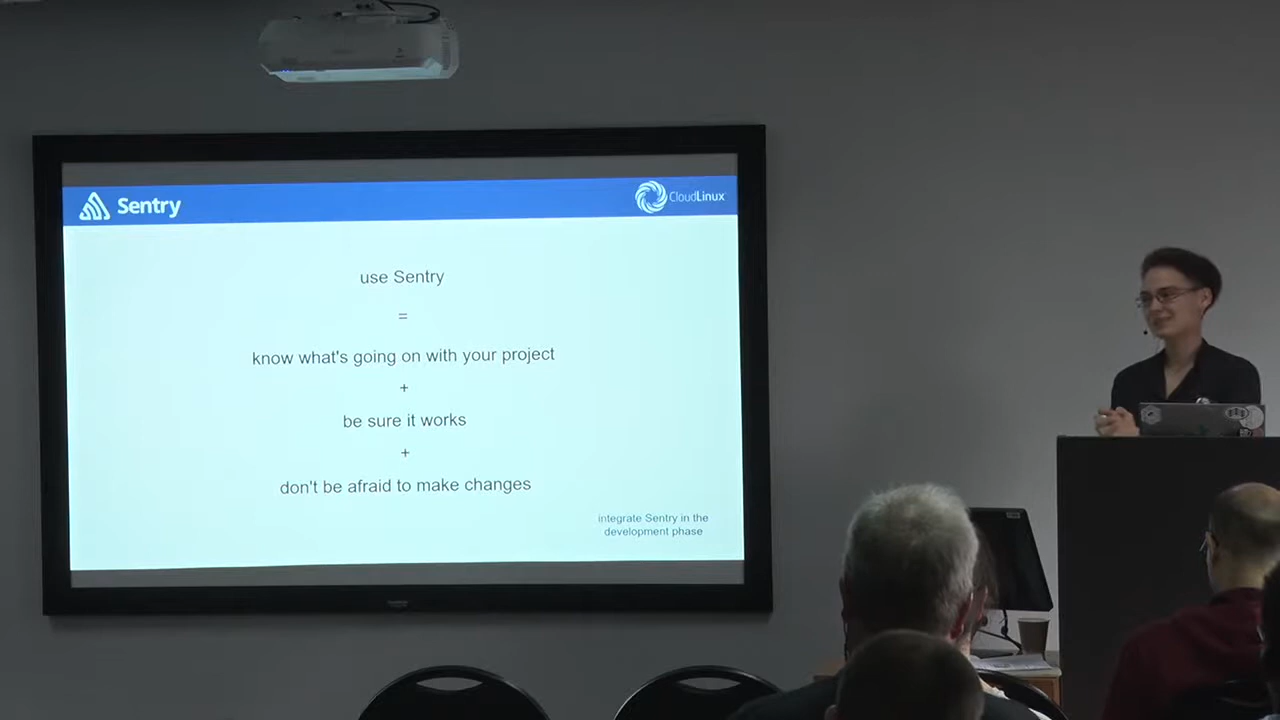 Sentry
CloudLinux
use Sentry
=
know what's going on with your project
+
be sure it works
+
don't be afraid to make changes
integrate Sentry in the
development phase